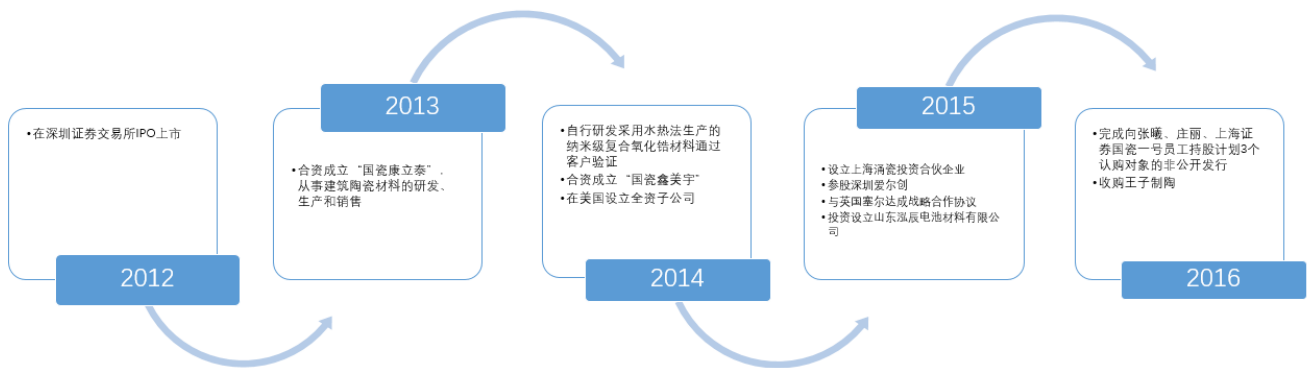 2012
•在深圳证券交易所IPO上市
2013
•合资成立“国瓷康立泰”，
从事建筑陶瓷材料的研发、
生产和销售
2014
•自行研发采用水热法生产的
纳米级复合氧化锆材料通过
客户验证
•合资成立“国瓷鑫美宇”
•在美国设立全资子公司
2015
•设立上海涌瓷投资合伙企业
•参股深圳爱尔创
•与英国塞尔达成战略合作协议
•投资设立山东泓辰电池材料有限公
司
2016
•完成向张曦、庄丽、上海证
券国瓷一号员工持股计划3个
认购对象的非公开发行
•收购王子制陶